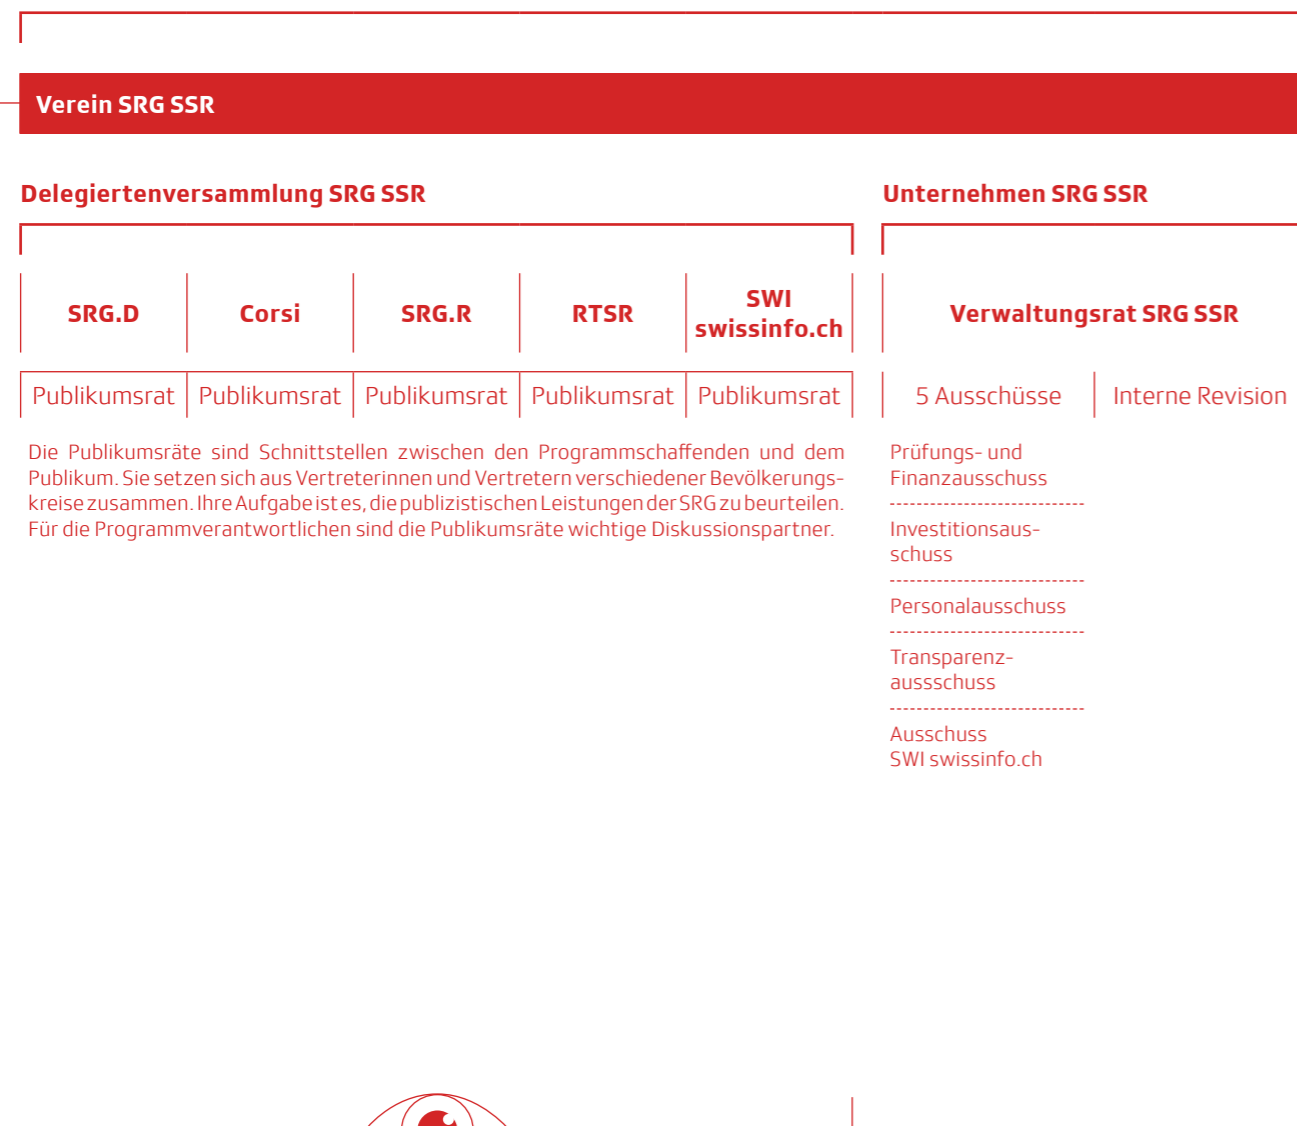 Verein SRG SSR
Delegiertenversammlung SRG SSR
SRG.D
Corsi
SRG.R
RTSR
SWI
swissinfo.ch
Publikumsrat
Publikumsrat
Publikumsrat
Publikumsrat
Publikumsrat
Die Publikumsräte sind Schnittstellen zwischen den Programmschaffenden und dem
Publikum. Sie setzen sich aus Vertreterinnen und Vertretern verschiedener Bevölkerungs-
kreise zusammen. Ihre Aufgabe ist es, die publizistischen Leistungen der SRG zu beurteilen.
Für die Programmverantwortlichen sind die Publikumsräte wichtige Diskussionspartner.
Unternehmen SRG SSR
Verwaltungsrat SRG SSR
5 Ausschüsse
Interne Revision
Prüfungs- und
Finanzausschuss
Investitionsaus-
schuss
Personalausschuss
Transparenz-
aussschuss
Ausschuss
SWI swissinfo.ch